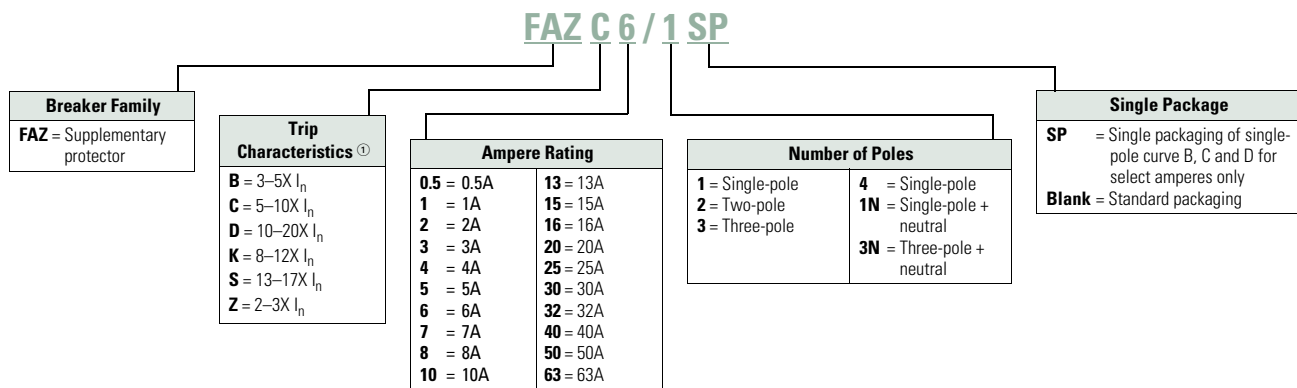 FAZ C 6 / 1 SP
Breaker Family
FAZ = Supplementary
protector
Trip
Characteristics ①
B = 3–5X In
C = 5–10X In
D = 10–20X In
K = 8–12X In
S = 13–17X In
Z = 2–3X In
Ampere Rating
0.5 = 0.5A
1 = 1A
2 = 2A
3 = 3A
4 = 4A
5 = 5A
6 = 6A
7 = 7A
8 = 8A
10 = 10A
13 = 13A
15 = 15A
16 = 16A
20 = 20A
25 = 25A
30 = 30A
32 = 32A
40 = 40A
50 = 50A
63 = 63A
Number of Poles
1 = Single-pole
2 = Two-pole
3 = Three-pole
4 = Single-pole
1N = Single-pole +
neutral
3N = Three-pole +
neutral
Single Package
SP = Single packaging of single-
pole curve B, C and D for
select amperes only
Blank = Standard packaging